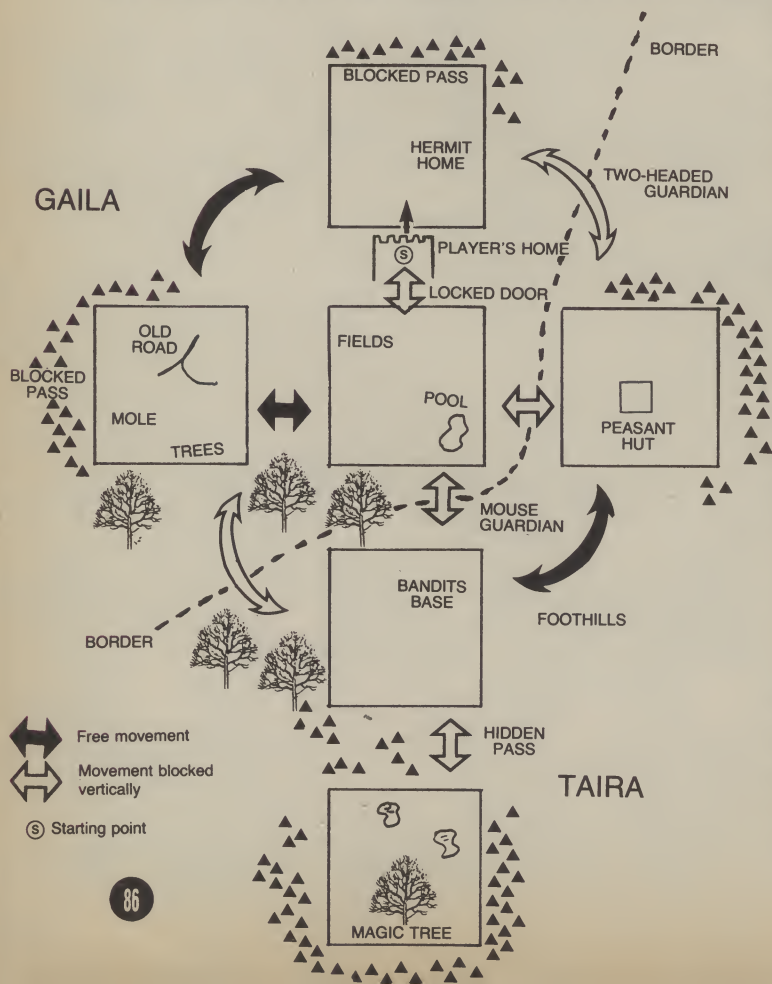 BORDER
BLOCKED PASS
HERMIT
HOME
TWO-HEADED
GUARDIAN
GAILA
S
PLAYER'S HOME
LOCKED DOOR
OLD
ROAD
BLOCKED
PASS
MOLE
TREES
FIELDS
POOL
PEASANT
HUT
MOUSE
GUARDIAN
BANDITS
BASE
FOOTHILLS
BORDER
HIDDEN
PASS
Free movement
Movement blocked
vertically
S Starting point
TAIRA
MAGIC TREE
86